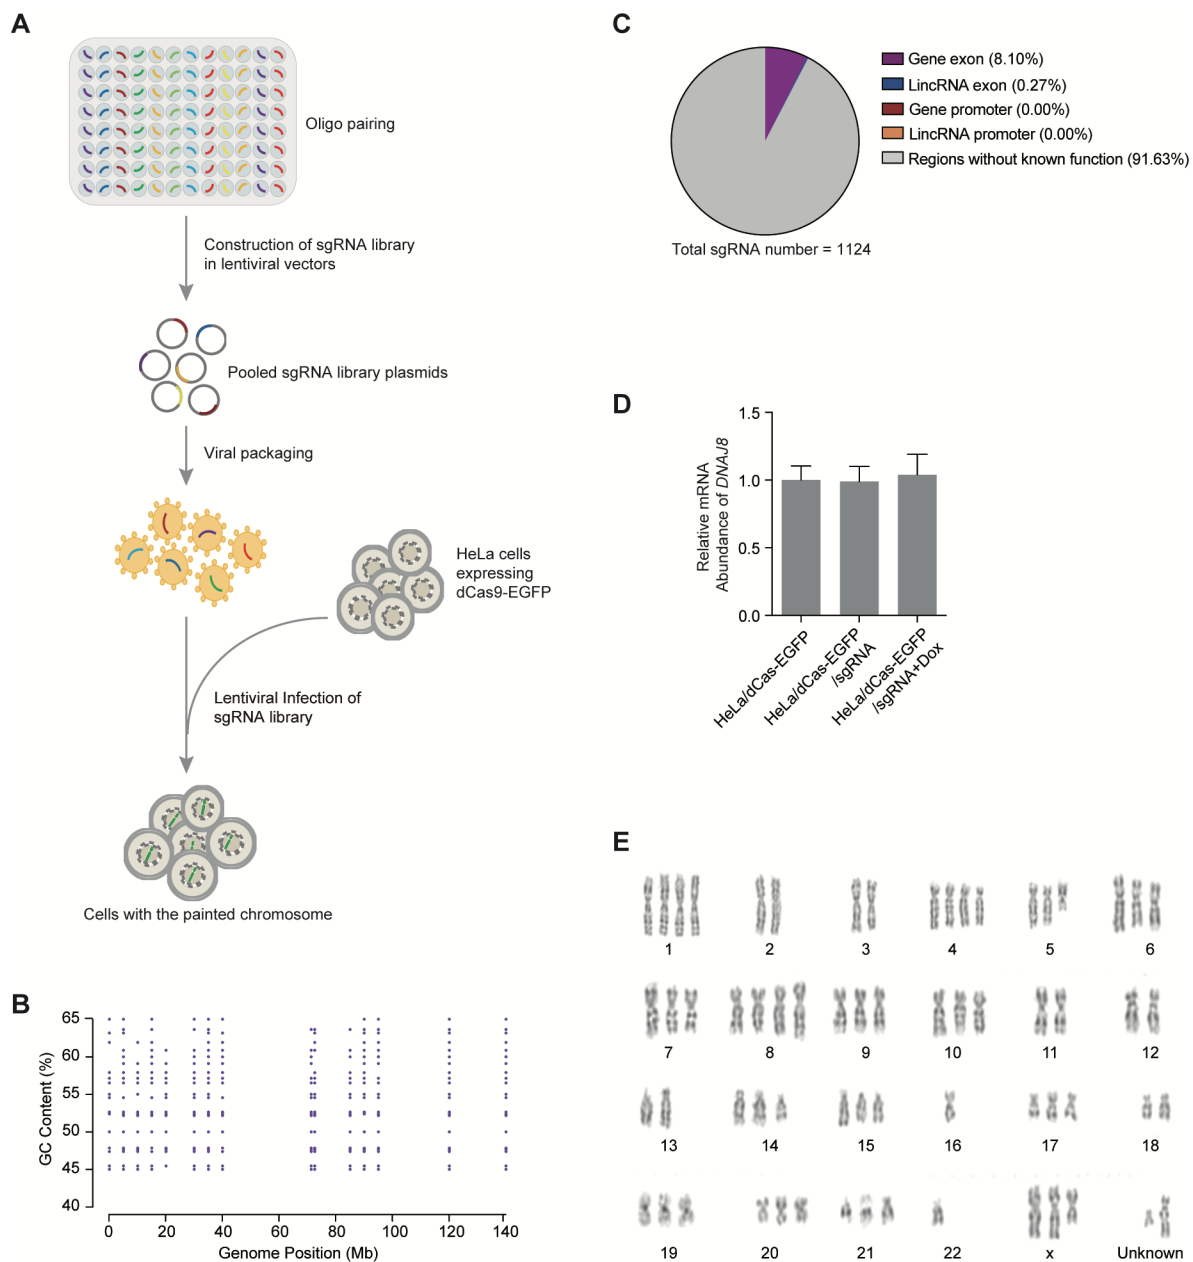 A
Oligo pairing
Construction of sgRNA library
in lentiviral vectors
Pooled sgRNA library plasmids
Viral packaging
HeLa cells
expressing
dCas9-EGFP
Lentiviral Infection of
sgRNA library
Cells with the painted chromosome
B
GC Content (%)
65
60
55
50
45
40
0
20
40
60
80
100
120
140
Genome Position (Mb)
C
Gene exon (8.10%)
LincRNA exon (0.27%)
Gene promoter (0.00%)
LincRNA promoter (0.00%)
Regions without known function (91.63%)
Total sgRNA number = 1124
D
Relative mRNA
Abundance of DNAJ8
1.5
1.0
0.5
0.0
HeLa/dCas-EGFP
HeLa/dCas-EGFP
/sgRNA
HeLa/dCas-EGFP
/sgRNA+Dox
E
1 2 3 4 5 6
7 8 9 10 11 12
13 14 15 16 17 18
19 20 21 22 x Unknown